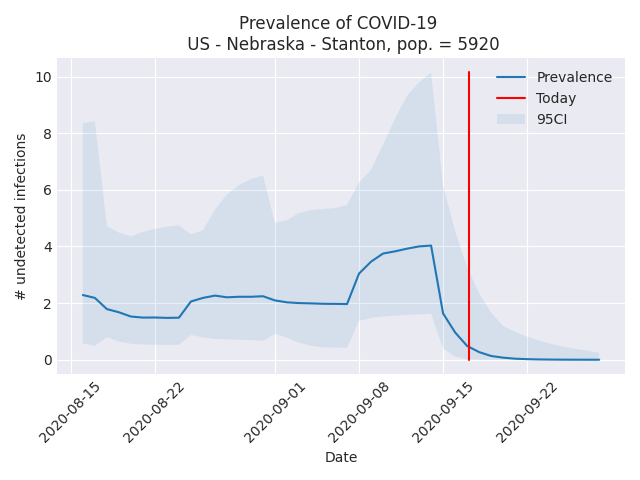 Prevalence of COVID-19
US - Nebraska - Stanton, pop. = 5920
Prevalence
Today
95CI
# undetected infections
10
8
6
4
2
0
2020-08-15
2020-08-22
2020-09-01
2020-09-08
2020-09-15
2020-09-22
Date